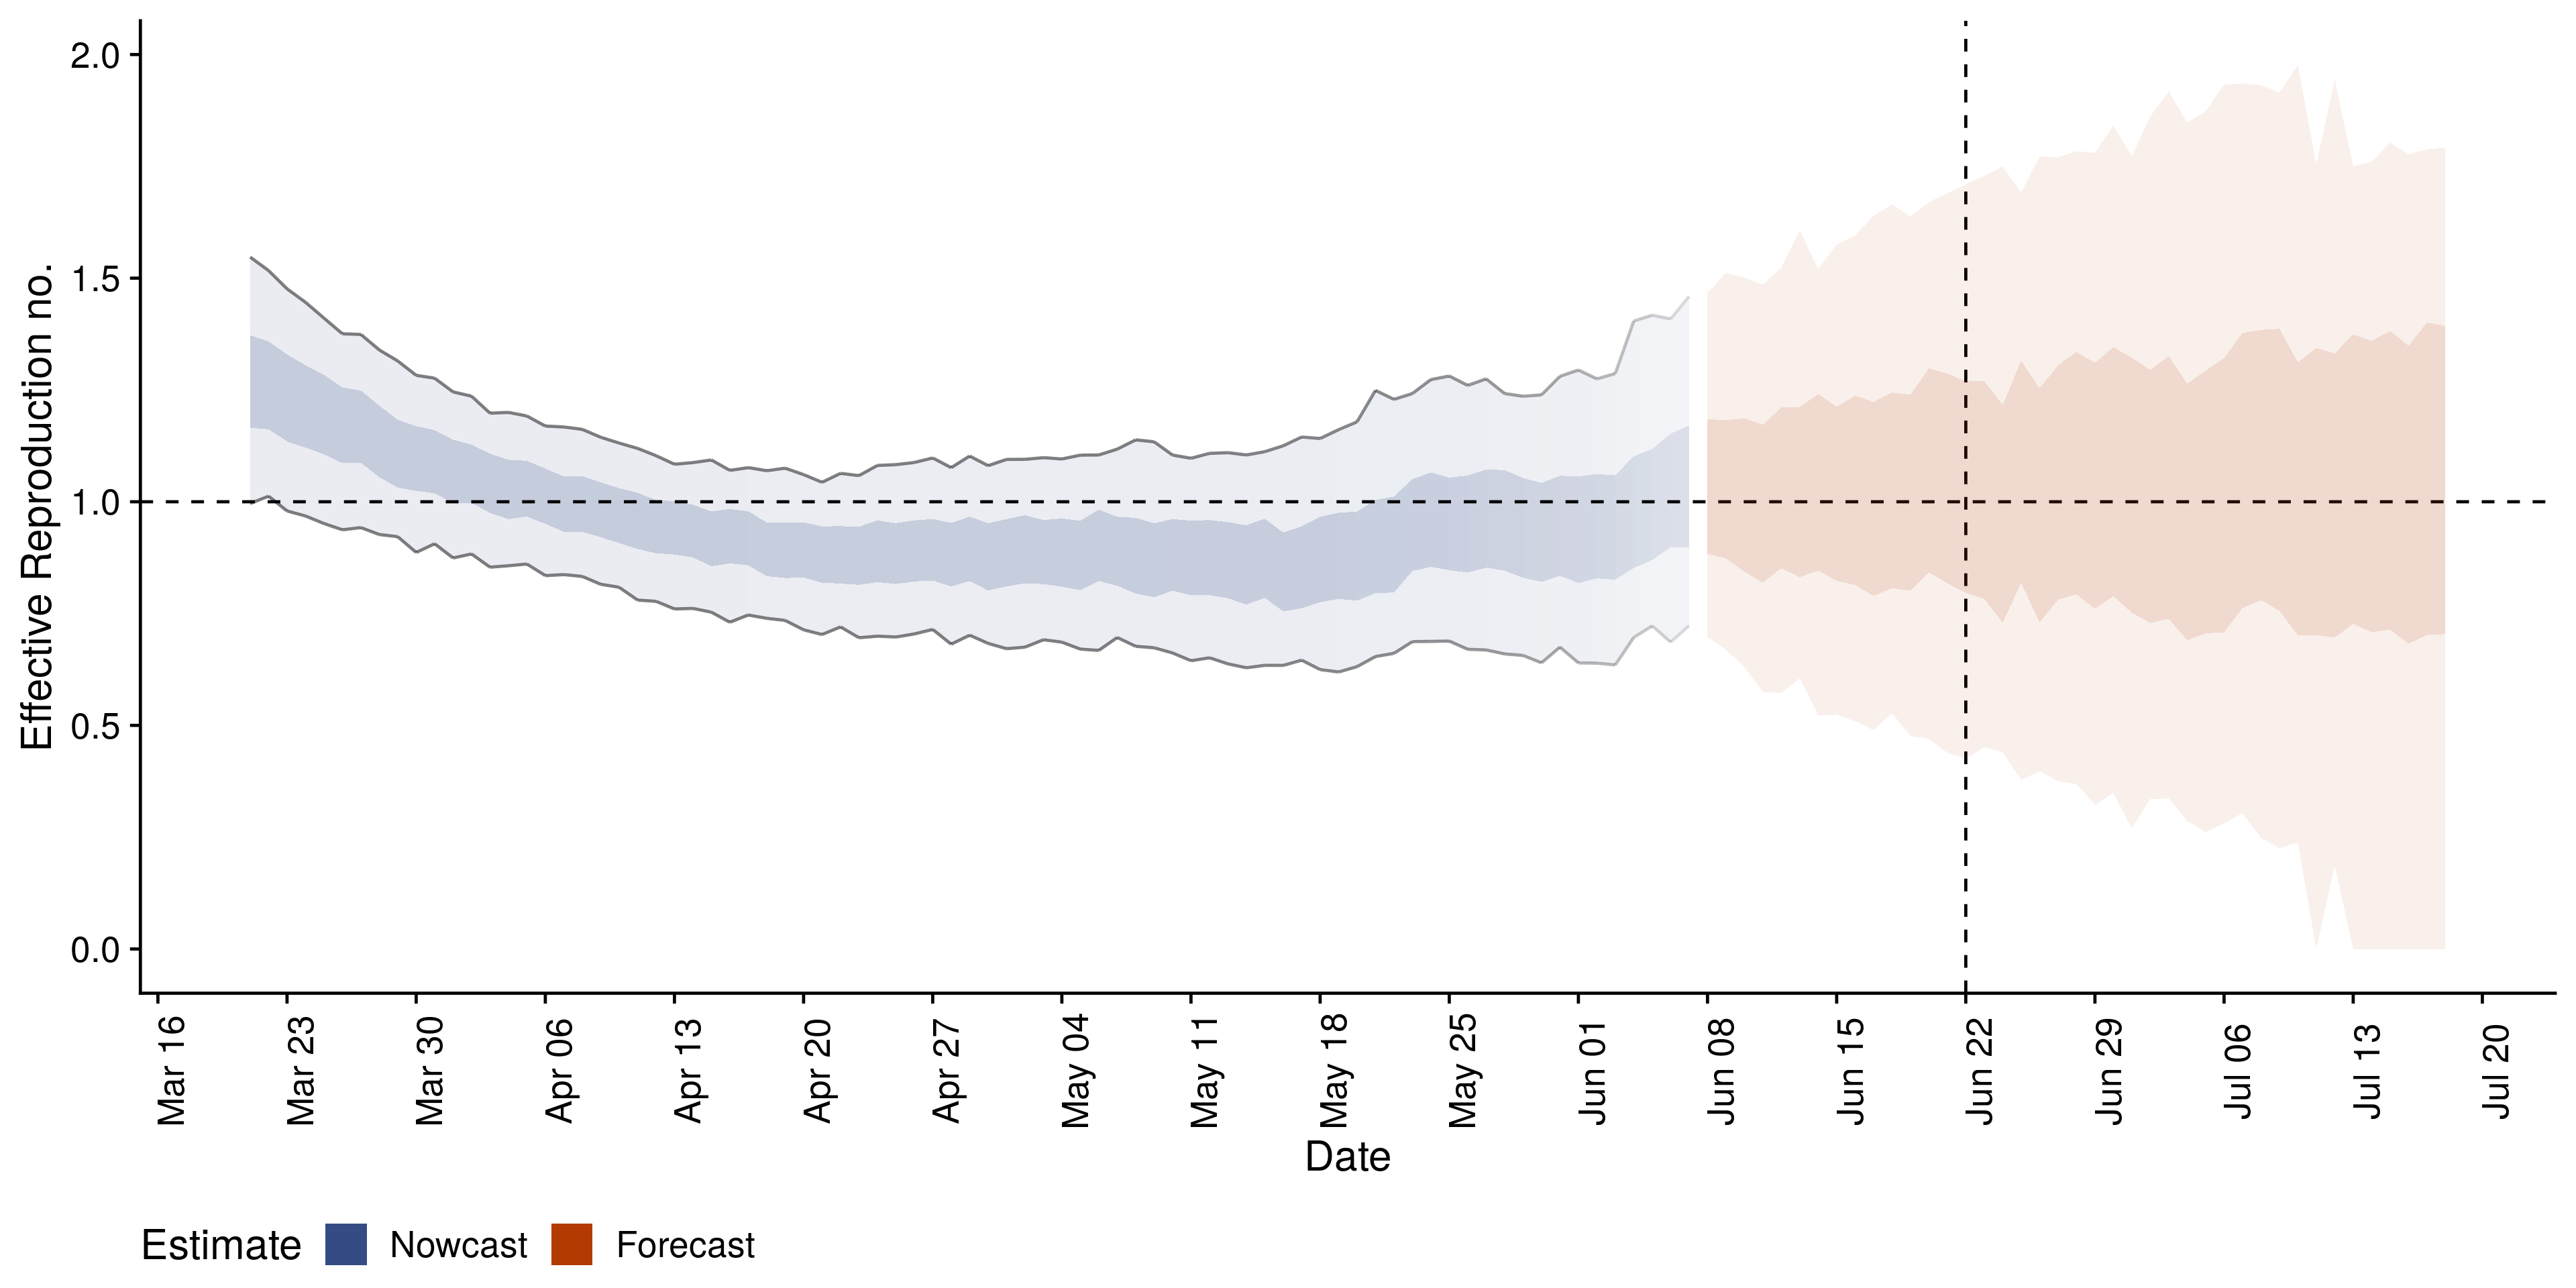 Effective Reproduction no.
2.0
1.5
1.0
0.5
0.0
Mar 16
Mar 23
Mar 30
Apr 06
Apr 13
Apr 20
Apr 27
May 04
May 11
May 18
May 25
Jun 01
Jun 08
Jun 15
Jun 22
Jun 29
Jul 06
Jul 13
Jul 20
Date
Estimate Nowcast Forecast